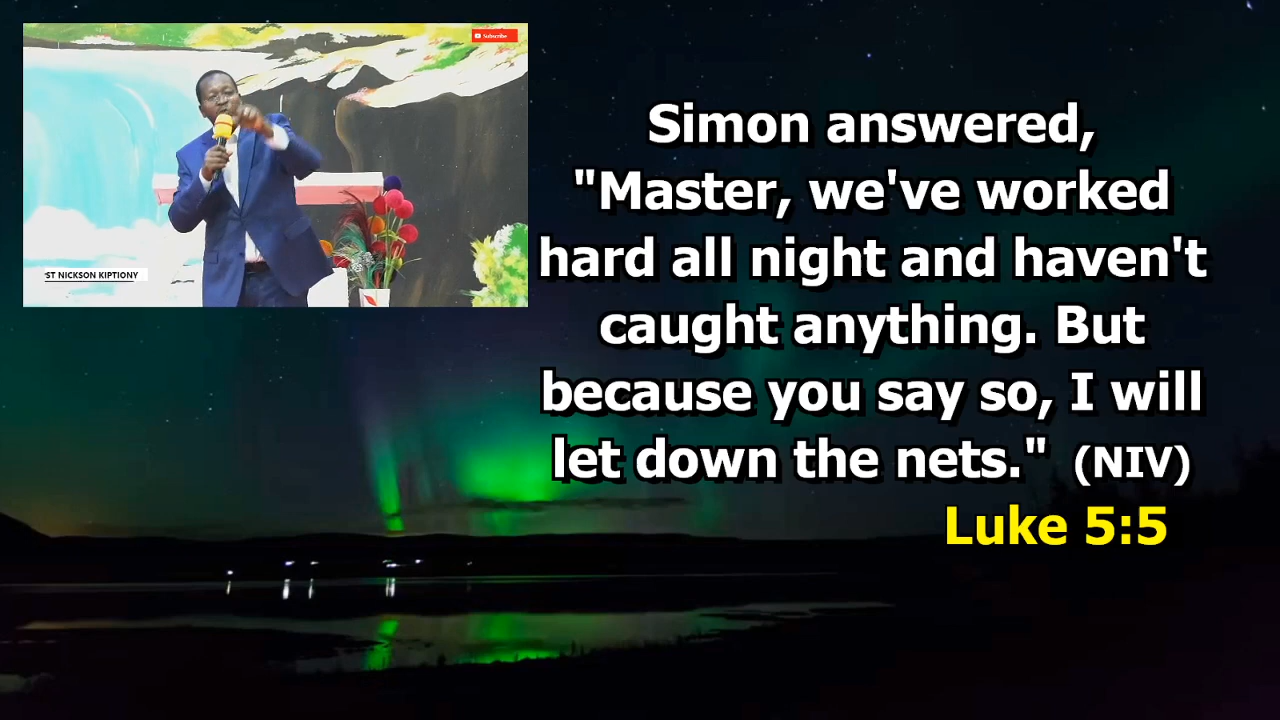 Subscribe
ST NICKSON KIPTIONY
Simon answered,
"Master, we've worked
hard all night and haven't
caught anything. But
because you say so, I will
let down the nets." (NIV)
Luke 5:5